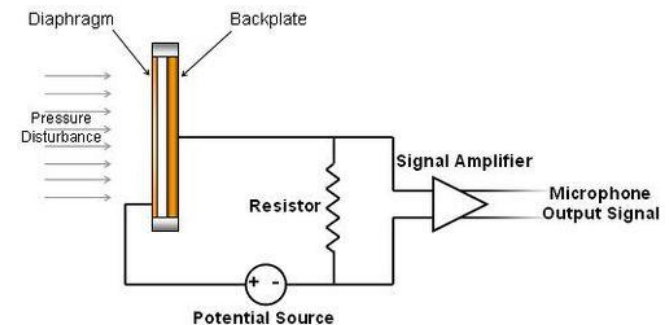 Diaphragm
Backplate
Pressure
Disturbance
Signal Amplifier
Resistor
Microphone
Output Signal
+ -
Potential Source